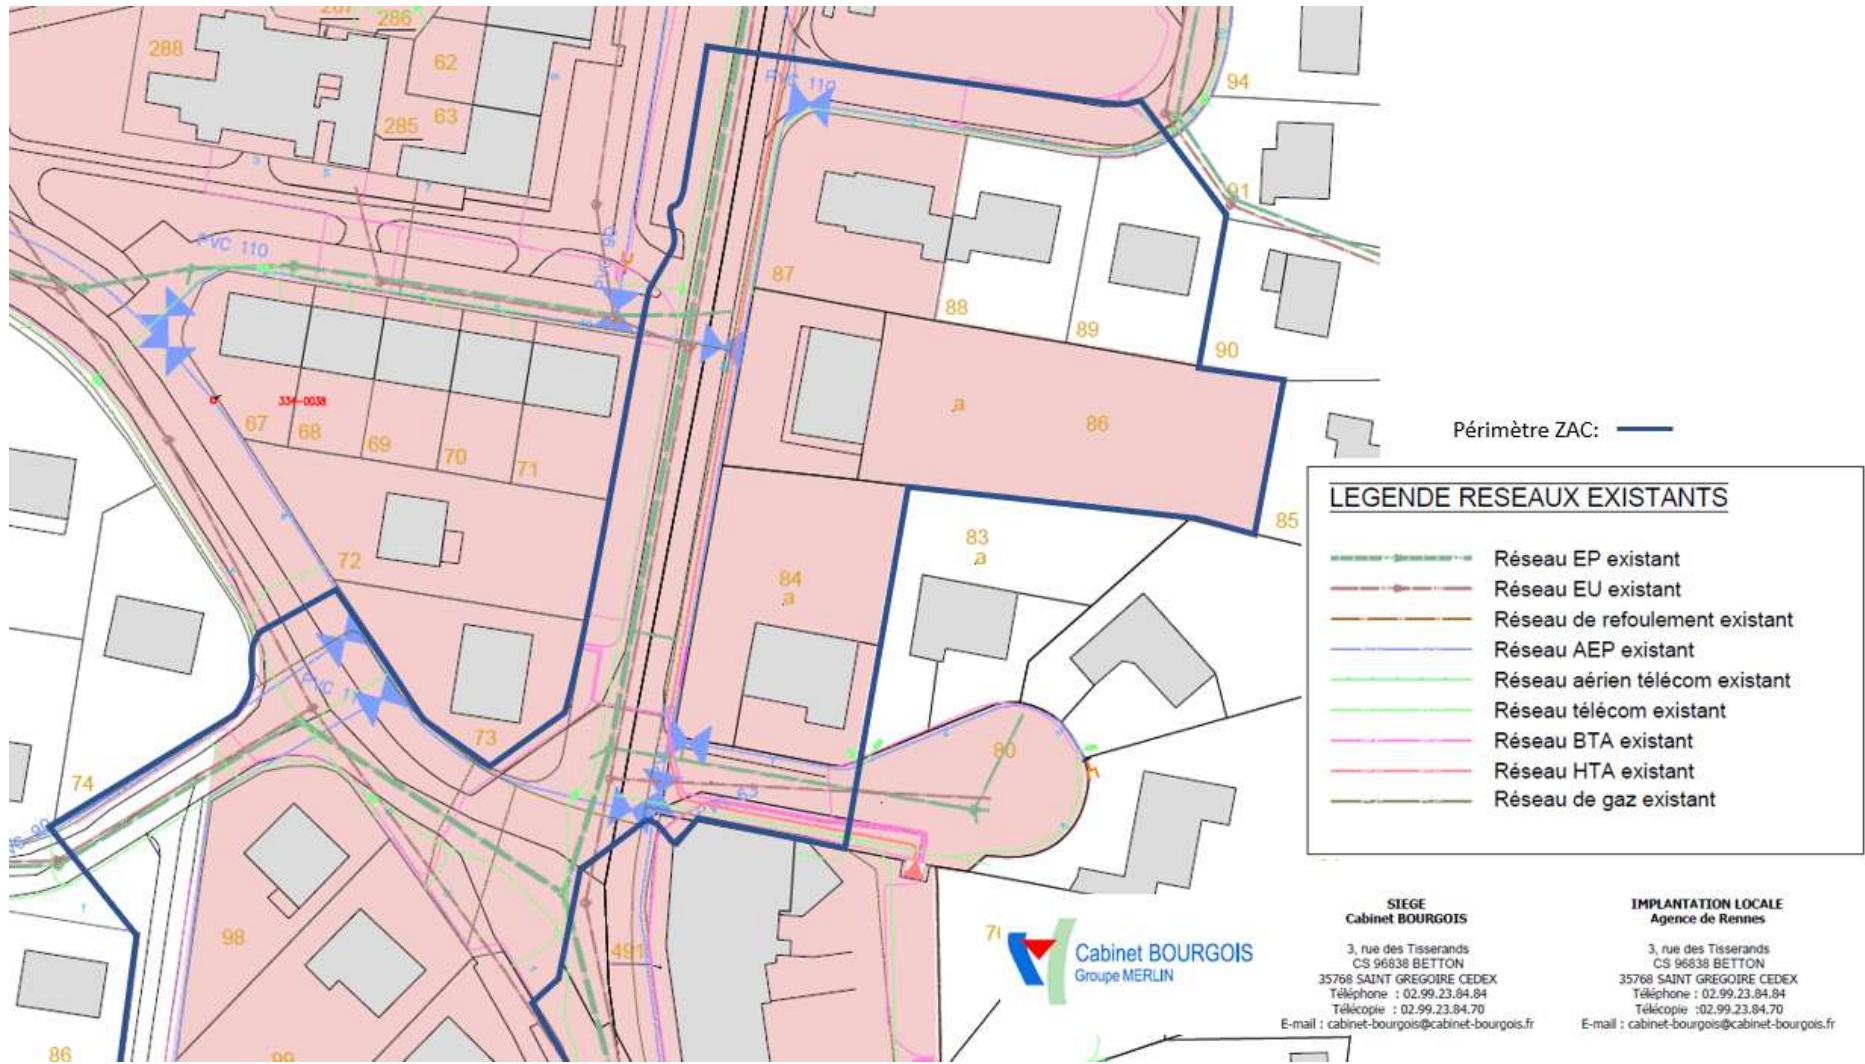 286
288
62
63
285
94
PVC 110
91
PVC 110
87
88
89
90
334-0038
67
68
69
70
71
a
86
72
83
a
85
84
a
73
74
80
63
98
491
86
99
Périmètre ZAC:
LEGENDE RESEAUX EXISTANTS
Réseau EP existant
Réseau EU existant
Réseau de refoulement existant
Réseau AEP existant
Réseau aérien télécom existant
Réseau télécom existant
Réseau BTA existant
Réseau HTA existant
Réseau de gaz existant
Cabinet BOURGOIS
Groupe MERLIN
SIEGE
Cabinet BOURGOIS
3, rue des Tisserands
CS 96838 BETTON
35768 SAINT GREGOIRE CEDEX
Téléphone : 02.99.23.84.84
Télécopie : 02.99.23.84.70
E-mail : cabinet-bourgois@cabinet-bourgois.fr
IMPLANTATION LOCALE
Agence de Rennes
3, rue des Tisserands
CS 96838 BETTON
35768 SAINT GREGOIRE CEDEX
Téléphone : 02.99.23.84.84
Télécopie :02.99.23.84.70
E-mail : cabinet-bourgois@cabinet-bourgois.fr